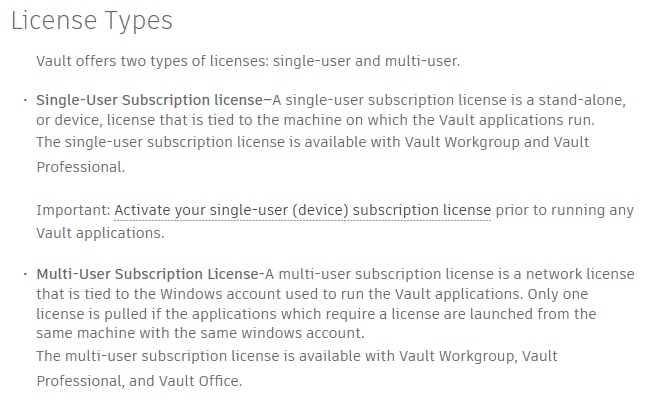 License Types
Vault offers two types of licenses: single-user and multi-user.
· Single-User Subscription license–A single-user subscription license is a stand-alone,
or device, license that is tied to the machine on which the Vault applications run.
The single-user subscription license is available with Vault Workgroup and Vault
Professional.
Important: Activate your single-user (device) subscription license prior to running any
Vault applications.
· Multi-User Subscription License-A multi-user subscription license is a network license
that is tied to the Windows account used to run the Vault applications. Only one
license is pulled if the applications which require a license are launched from the
same machine with the same windows account.
The multi-user subscription license is available with Vault Workgroup, Vault
Professional, and Vault Office.